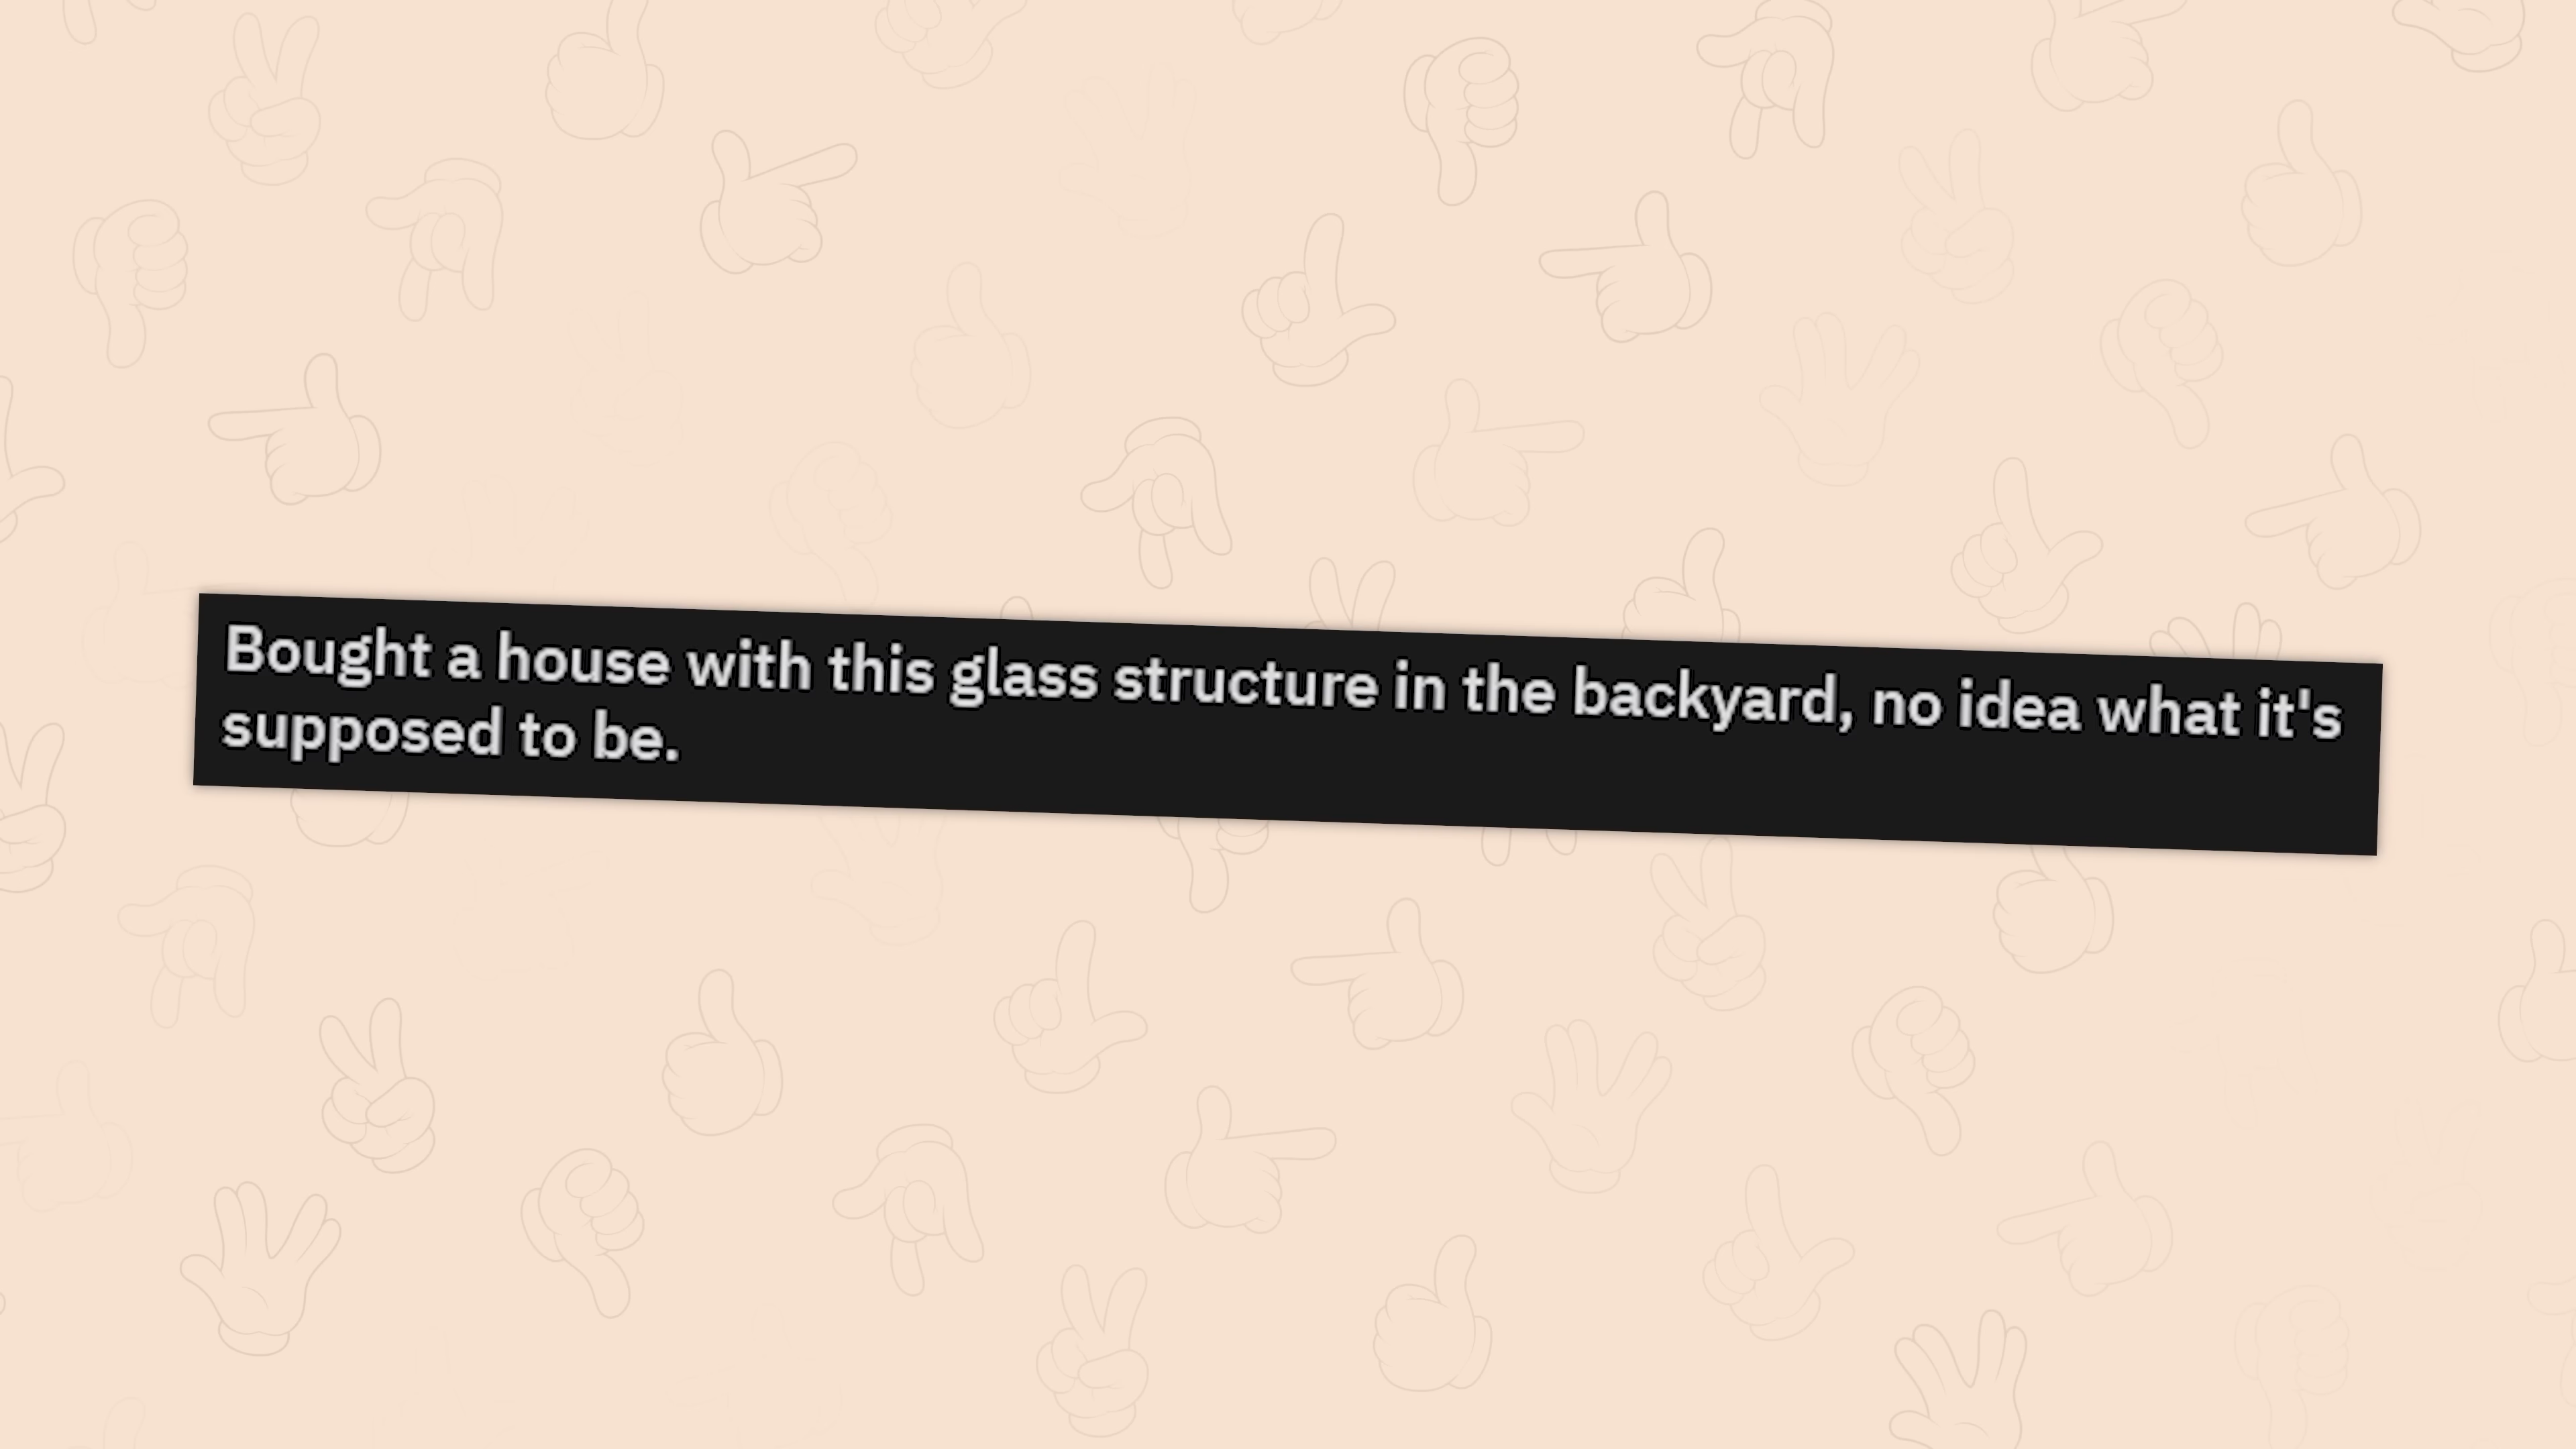 Bought a house with this glass structure in the backyard, no idea what it's
supposed to be.